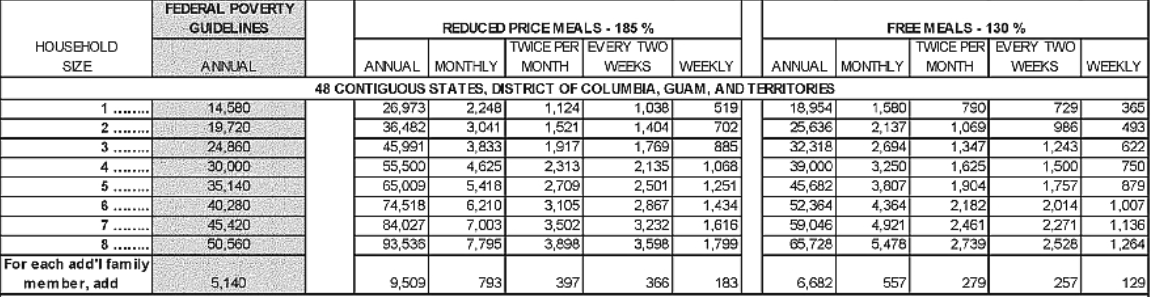 FEDERAL POVERTY
GUIDELINES REDUCED PRICE MEALS - 185 % FREE MEALS - 130 %
HOUSEHOLD TWICE PER EVERY TWO TWICE PER EVERY TWO
SIZE ANNUAL ANNUAL MONTHLY MONTH WEEKS WEEKLY ANNUAL MONTHLY MONTH WEEKS WEEKLY
48 CONTIGUOUS STATES, DISTRICT OF COLUMBIA, GUAM, AND TERRITORIES
1 ........ 14,580 26,973 2,248 1,124 1,038 519 18,954 1,580 790 729 365
2 ........ 19,720 36,482 3,041 1,521 1,404 702 25,636 2,137 1,069 986 493
3 ........ 24,860 45,991 3,833 1,917 1,769 885 32,318 2,694 1,347 1,243 622
4 ........ 30,000 55,500 4,625 2,313 2,135 1,068 39,000 3,250 1,625 1,500 750
5 ........ 35,140 65,009 5,418 2,709 2,501 1,251 45,682 3,807 1,904 1,757 879
6 ........ 40,280 74,518 6,210 3,105 2,867 1,434 52,364 4,364 2,182 2,014 1,007
7 ........ 45,420 84,027 7,003 3,502 3,232 1,616 59,046 4,921 2,461 2,271 1,136
8 ........ 50,560 93,536 7,795 3,898 3,598 1,799 65,728 5,478 2,739 2,528 1,264
For each add'l family
member, add 5,140 9,509 793 397 366 183 6,682 557 279 257 129